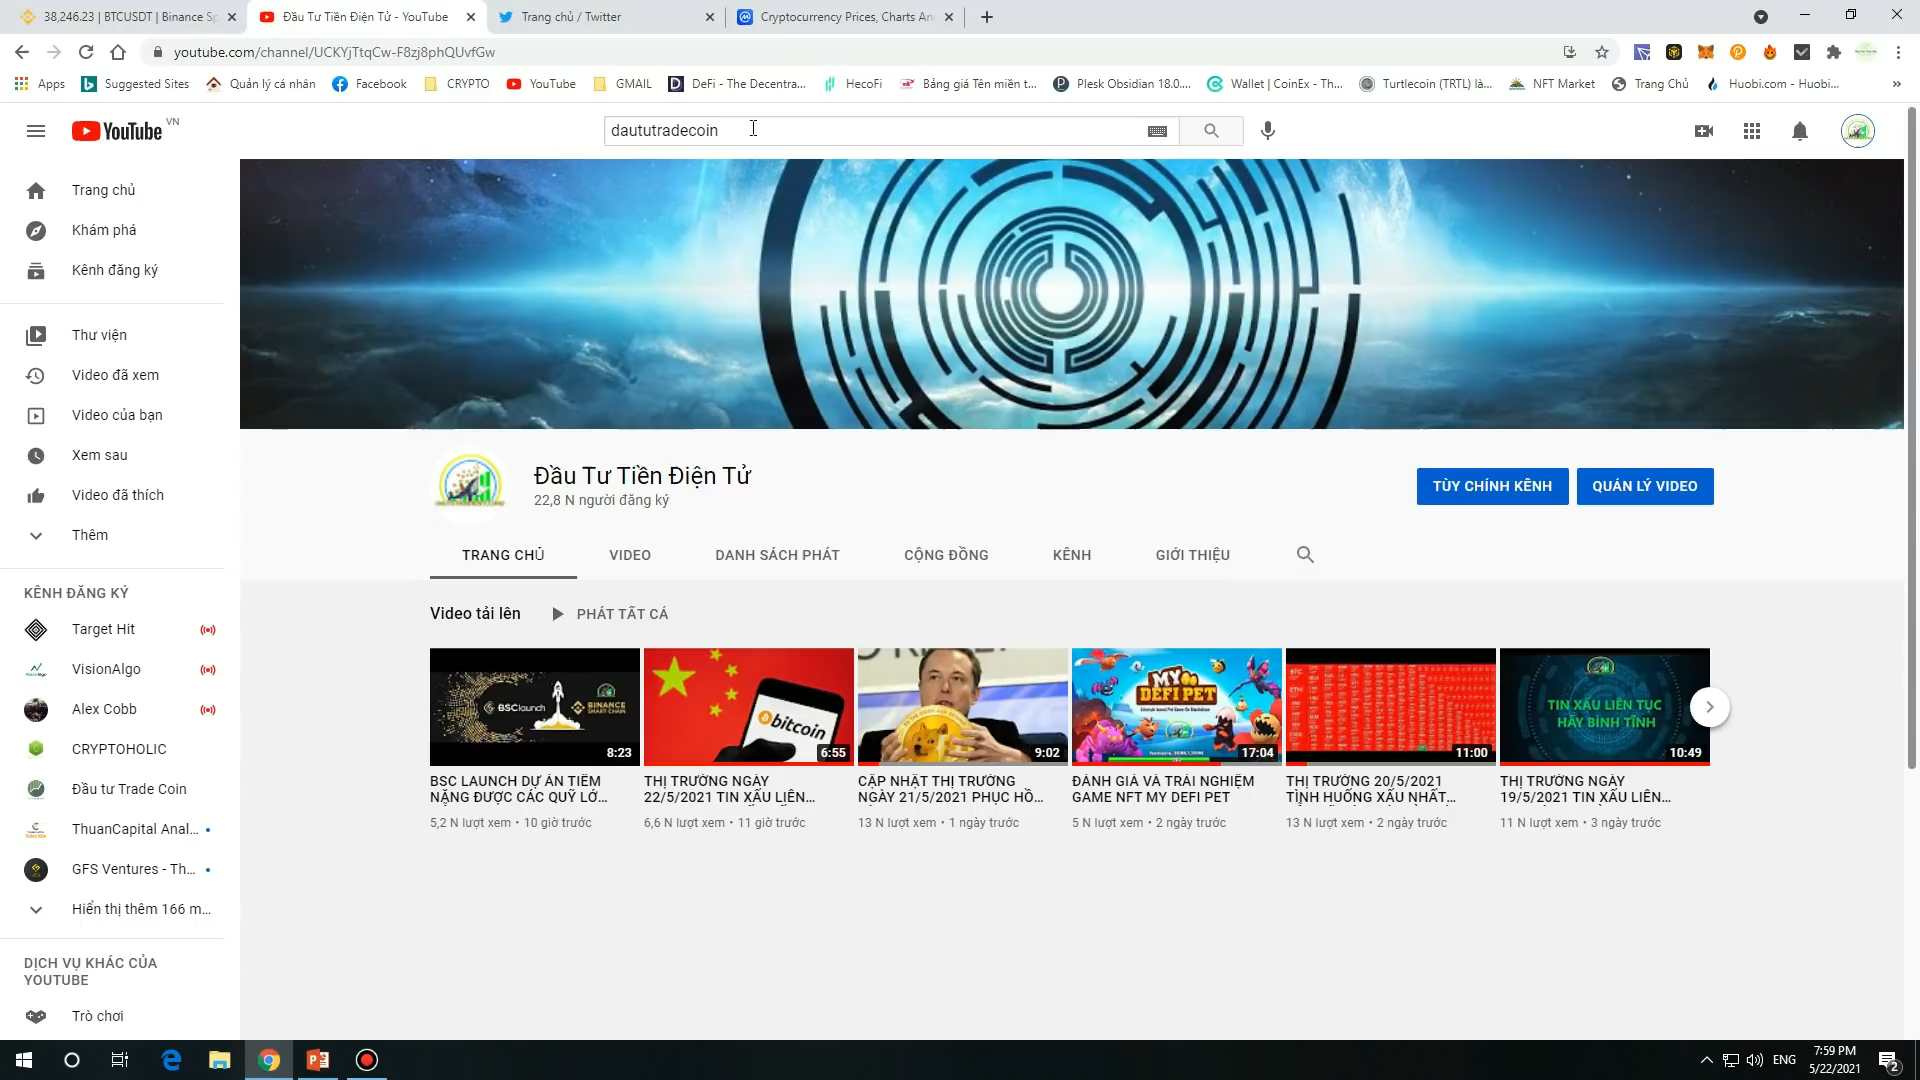 38,246.23 | BTCUSDT | Binance Sp
Đầu Tư Tiền Điện Tử - YouTube
Trang chủ / Twitter
Cryptocurrency Prices, Charts An
youtube.com/channel/UCKYjTtqCw-F8zj8phQUvfGw
Apps
Suggested Sites
Quản lý cá nhân
Facebook
CRYPTO
YouTube
GMAIL
DeFi - The Decentra...
HecoFi
Bảng giá Tên miền t...
Plesk Obsidian 18.0....
Wallet | CoinEx - Th...
Turtlecoin (TRTL) là...
NFT Market
Trang Chủ
Huobi.com - Huobi...
YouTube VN
daututradecoin
Trang chủ
Khám phá
Kênh đăng ký
Thư viện
Video đã xem
Video của bạn
Xem sau
Video đã thích
Thêm
KÊNH ĐĂNG KÝ
Target Hit
VisionAlgo
Alex Cobb
CRYPTOHOLIC
Đầu tư Trade Coin
ThuanCapital Anal...
GFS Ventures - Th...
Hiển thị thêm 166 m...
DỊCH VỤ KHÁC CỦA
YOUTUBE
Trò chơi
Đầu Tư Tiền Điện Tử
22,8 N người đăng ký
TÙY CHỈNH KÊNH
QUẢN LÝ VIDEO
TRANG CHỦ
VIDEO
DANH SÁCH PHÁT
CỘNG ĐỒNG
KÊNH
GIỚI THIỆU
Video tải lên
PHÁT TẤT CẢ
BSClaunch
BINANCE
SMART CHAIN
8:23
BSC LAUNCH DỰ ÁN TIỀM
NĂNG ĐƯỢC CÁC QUỸ LỚ...
5,2 N lượt xem • 10 giờ trước
bitcoin
6:55
THỊ TRƯỜNG NGÀY
22/5/2021 TIN XẤU LIÊN...
6,6 N lượt xem • 11 giờ trước
9:02
CẬP NHẬT THỊ TRƯỜNG
NGÀY 21/5/2021 PHỤC HỒ...
13 N lượt xem • 1 ngày trước
MY
DEFI PET
17:04
ĐÁNH GIÁ VÀ TRẢI NGHIỆM
GAME NFT MY DEFI PET
5 N lượt xem • 2 ngày trước
11:00
THỊ TRƯỜNG 20/5/2021
TÌNH HUỐNG XẤU NHẤT...
13 N lượt xem • 2 ngày trước
TIN XẤU LIÊN TỤC
HÃY BÌNH TĨNH
10:49
THỊ TRƯỜNG NGÀY
19/5/2021 TIN XẤU LIÊN...
11 N lượt xem • 3 ngày trước
ENG
7:59 PM
5/22/2021
2